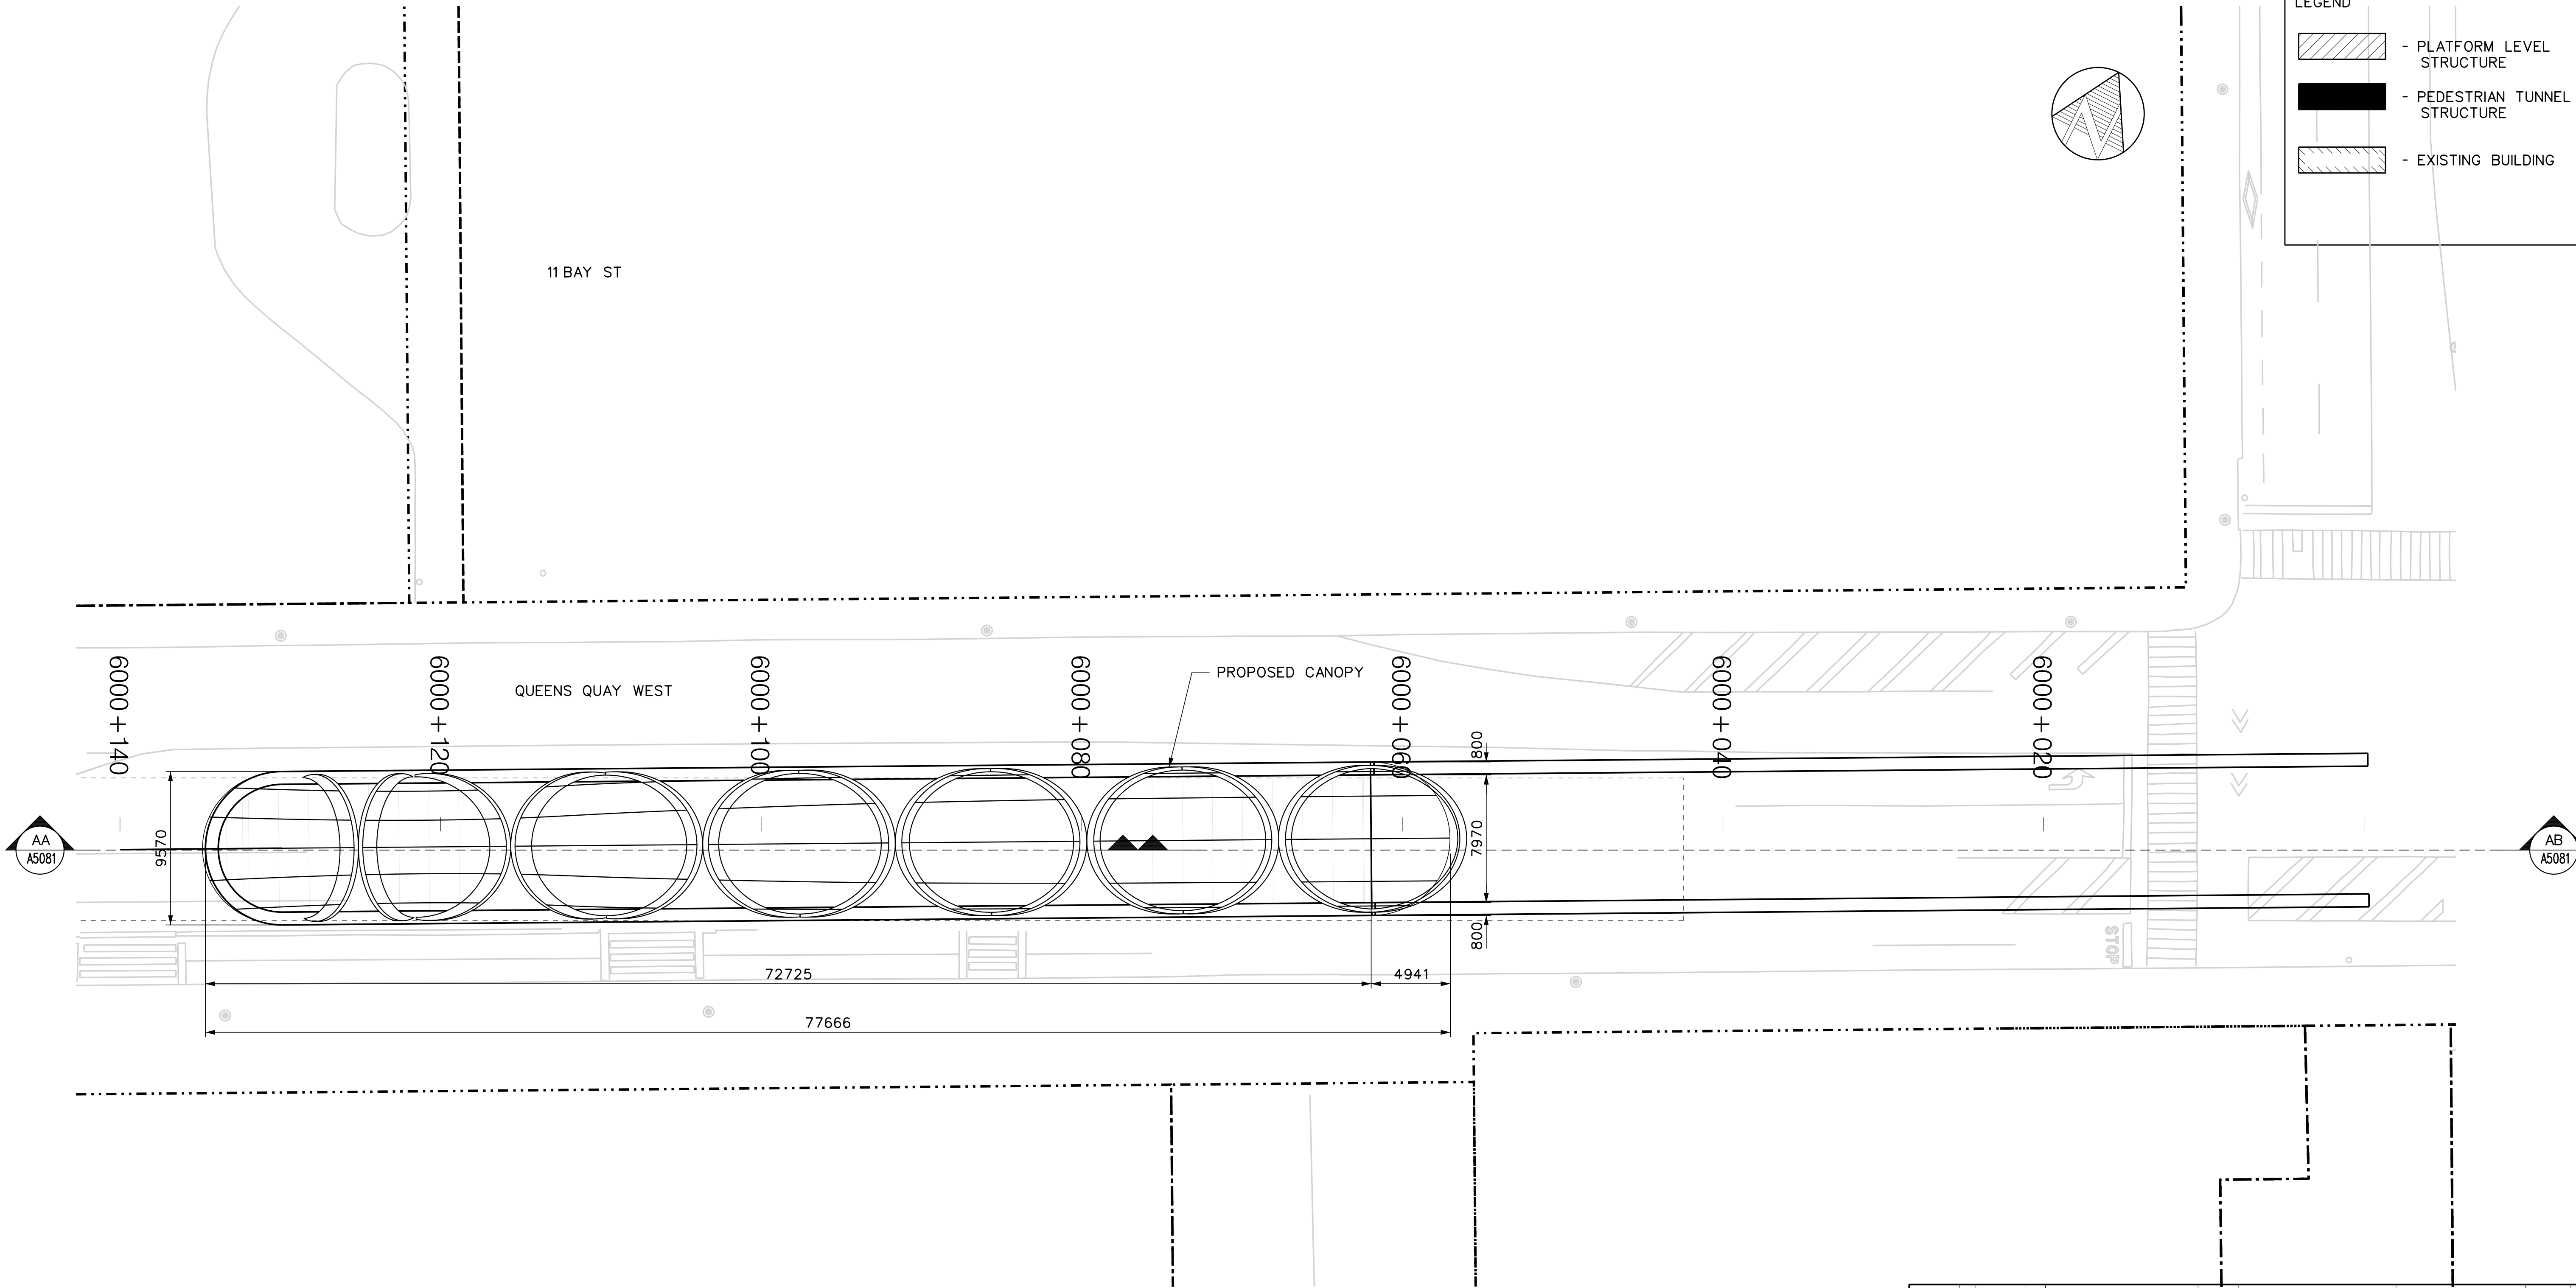 LEGEND
- PLATFORM LEVEL
STRUCTURE
- PEDESTRIAN TUNNEL
STRUCTURE
- EXISTING BUILDING
N
11 BAY ST
QUEENS QUAY WEST
PROPOSED CANOPY
6000+140
6000+120
6000+100
6000+080
6000+060
6000+040
6000+020
800
7970
800
9570
AA
A5081
AB
A5081
STOP
72725
4941
77666